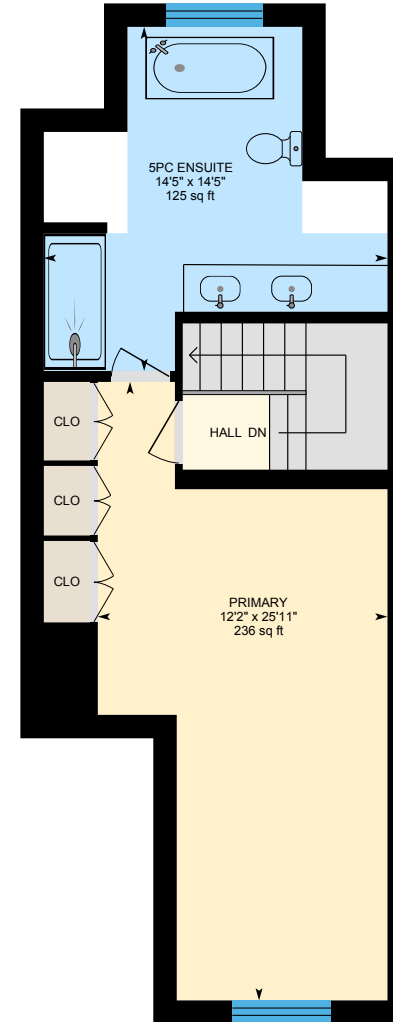 5PC ENSUITE
14'5" x 14'5"
125 sq ft
CLO
HALL DN
CLO
CLO
PRIMARY
12'2" x 25'11"
236 sq ft